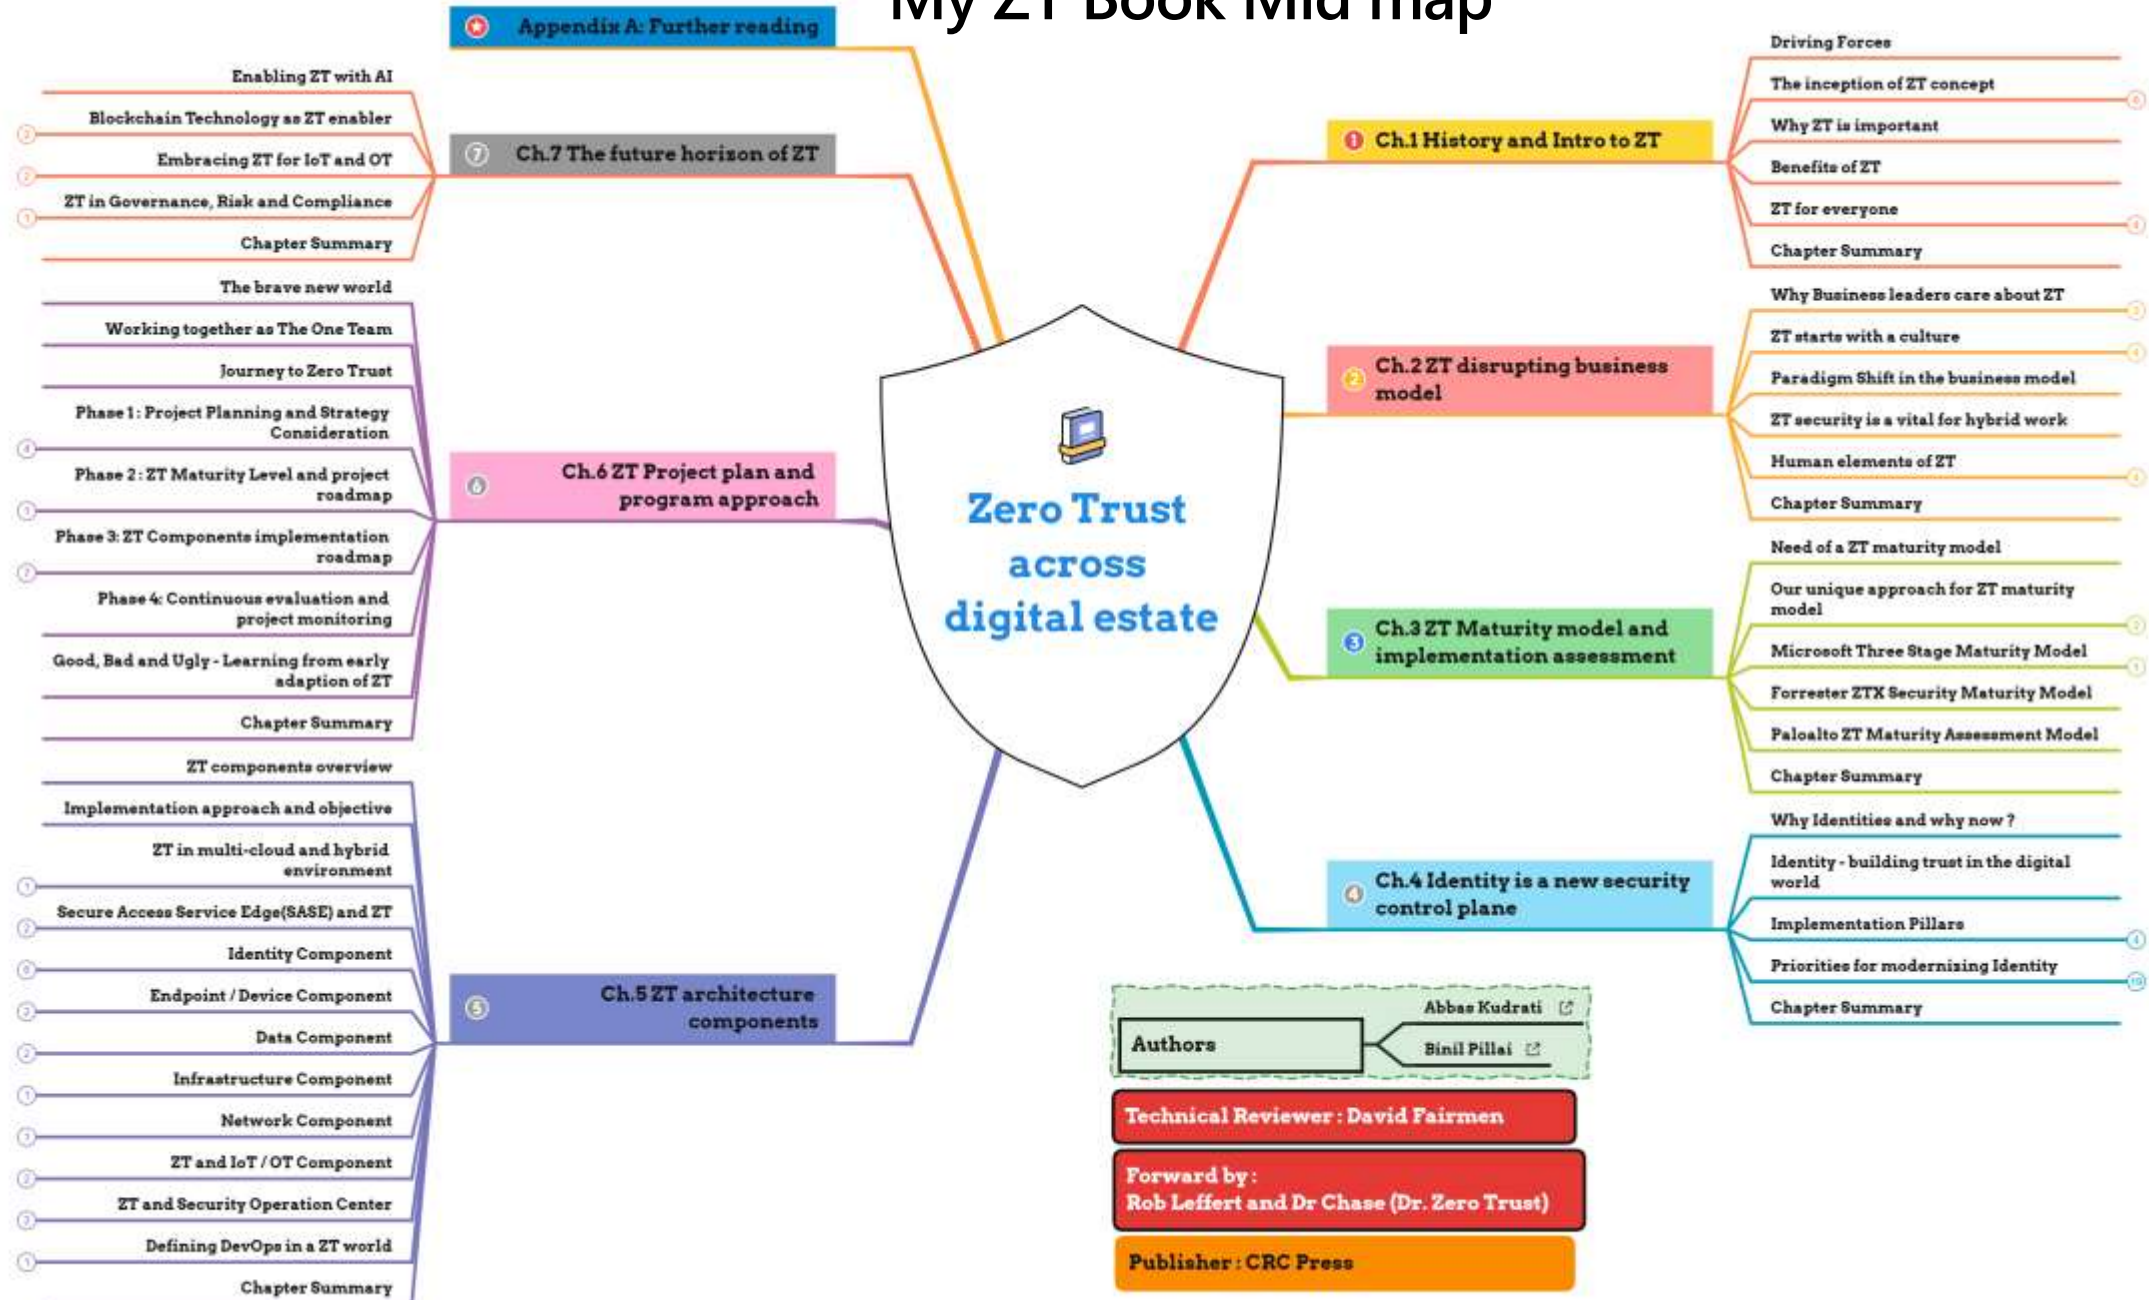 My ZT Book Mid map
Appendix A: Further reading
Enabling ZT with AI
Blockchain Technology as ZT enabler
Embracing ZT for IoT and OT
ZT in Governance, Risk and Compliance
Chapter Summary
7 Ch.7 The future horizon of ZT
The brave new world
Working together as The One Team
Journey to Zero Trust
Phase 1: Project Planning and Strategy
Consideration
Phase 2: ZT Maturity Level and project
roadmap
Phase 3: ZT Components implementation
roadmap
Phase 4: Continuous evaluation and
project monitoring
Good, Bad and Ugly - Learning from early
adaption of ZT
Chapter Summary
6 Ch.6 ZT Project plan and
program approach
ZT components overview
Implementation approach and objective
ZT in multi-cloud and hybrid
environment
Secure Access Service Edge(SASE) and ZT
Identity Component
Endpoint / Device Component
Data Component
Infrastructure Component
Network Component
ZT and IoT / OT Component
ZT and Security Operation Center
Defining DevOps in a ZT world
Chapter Summary
5 Ch.5 ZT architecture
components
Zero Trust
across
digital estate
1 Ch.1 History and Intro to ZT
Driving Forces
The inception of ZT concept
Why ZT is important
Benefits of ZT
ZT for everyone
Chapter Summary
2 Ch.2 ZT disrupting business
model
Why Business leaders care about ZT
ZT starts with a culture
Paradigm Shift in the business model
ZT security is a vital for hybrid work
Human elements of ZT
Chapter Summary
3 Ch.3 ZT Maturity model and
implementation assessment
Need of a ZT maturity model
Our unique approach for ZT maturity
model
Microsoft Three Stage Maturity Model
Forrester ZTX Security Maturity Model
Paloalto ZT Maturity Assessment Model
Chapter Summary
4 Ch.4 Identity is a new security
control plane
Why Identities and why now ?
Identity - building trust in the digital
world
Implementation Pillars
Priorities for modernizing Identity
Chapter Summary
Authors
Abbas Kudrati
Binil Pillai
Technical Reviewer : David Fairmen
Forward by :
Rob Leffert and Dr Chase (Dr. Zero Trust)
Publisher : CRC Press